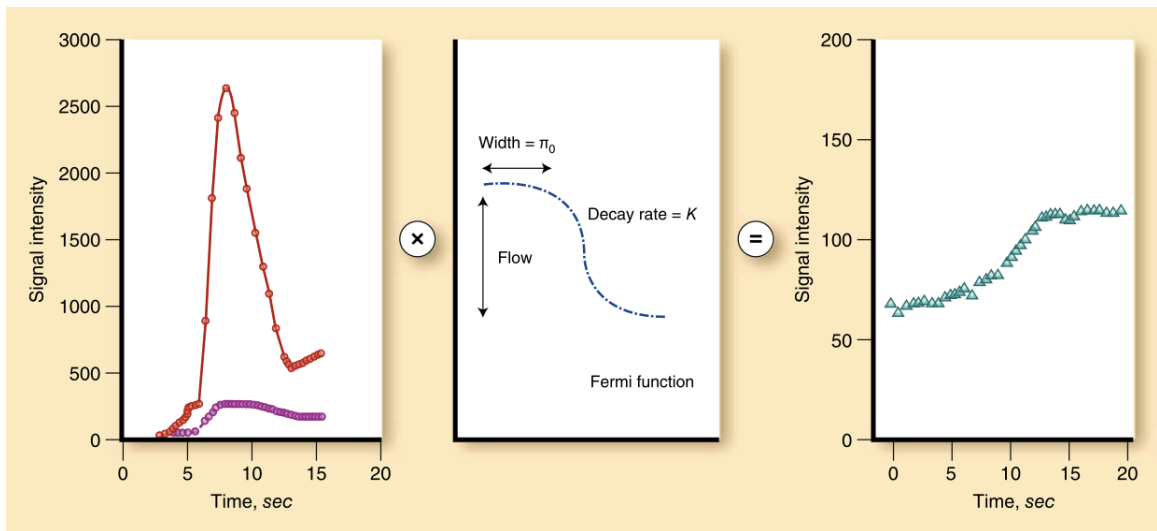 3000
2500
2000
1500
1000
500
0
Signal intensity
0 5 10 15 20
Time, sec
×
Width = π₀
Decay rate = K
Flow
Fermi function
=
200
150
100
50
0
Signal intensity
0 5 10 15 20
Time, sec